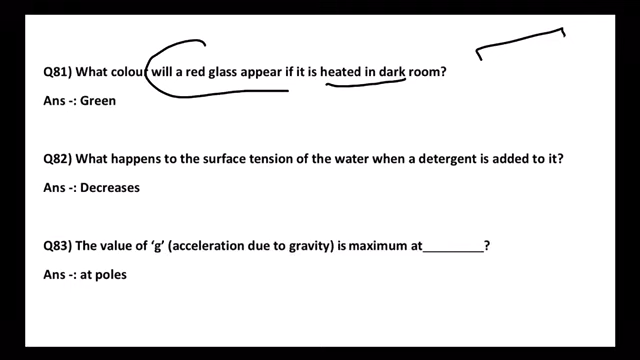 Q81) What colour will a red glass appear if it is heated in dark room?
Ans -: Green
Q82) What happens to the surface tension of the water when a detergent is added to it?
Ans -: Decreases
Q83) The value of ‘g’ (acceleration due to gravity) is maximum at_________?
Ans -: at poles